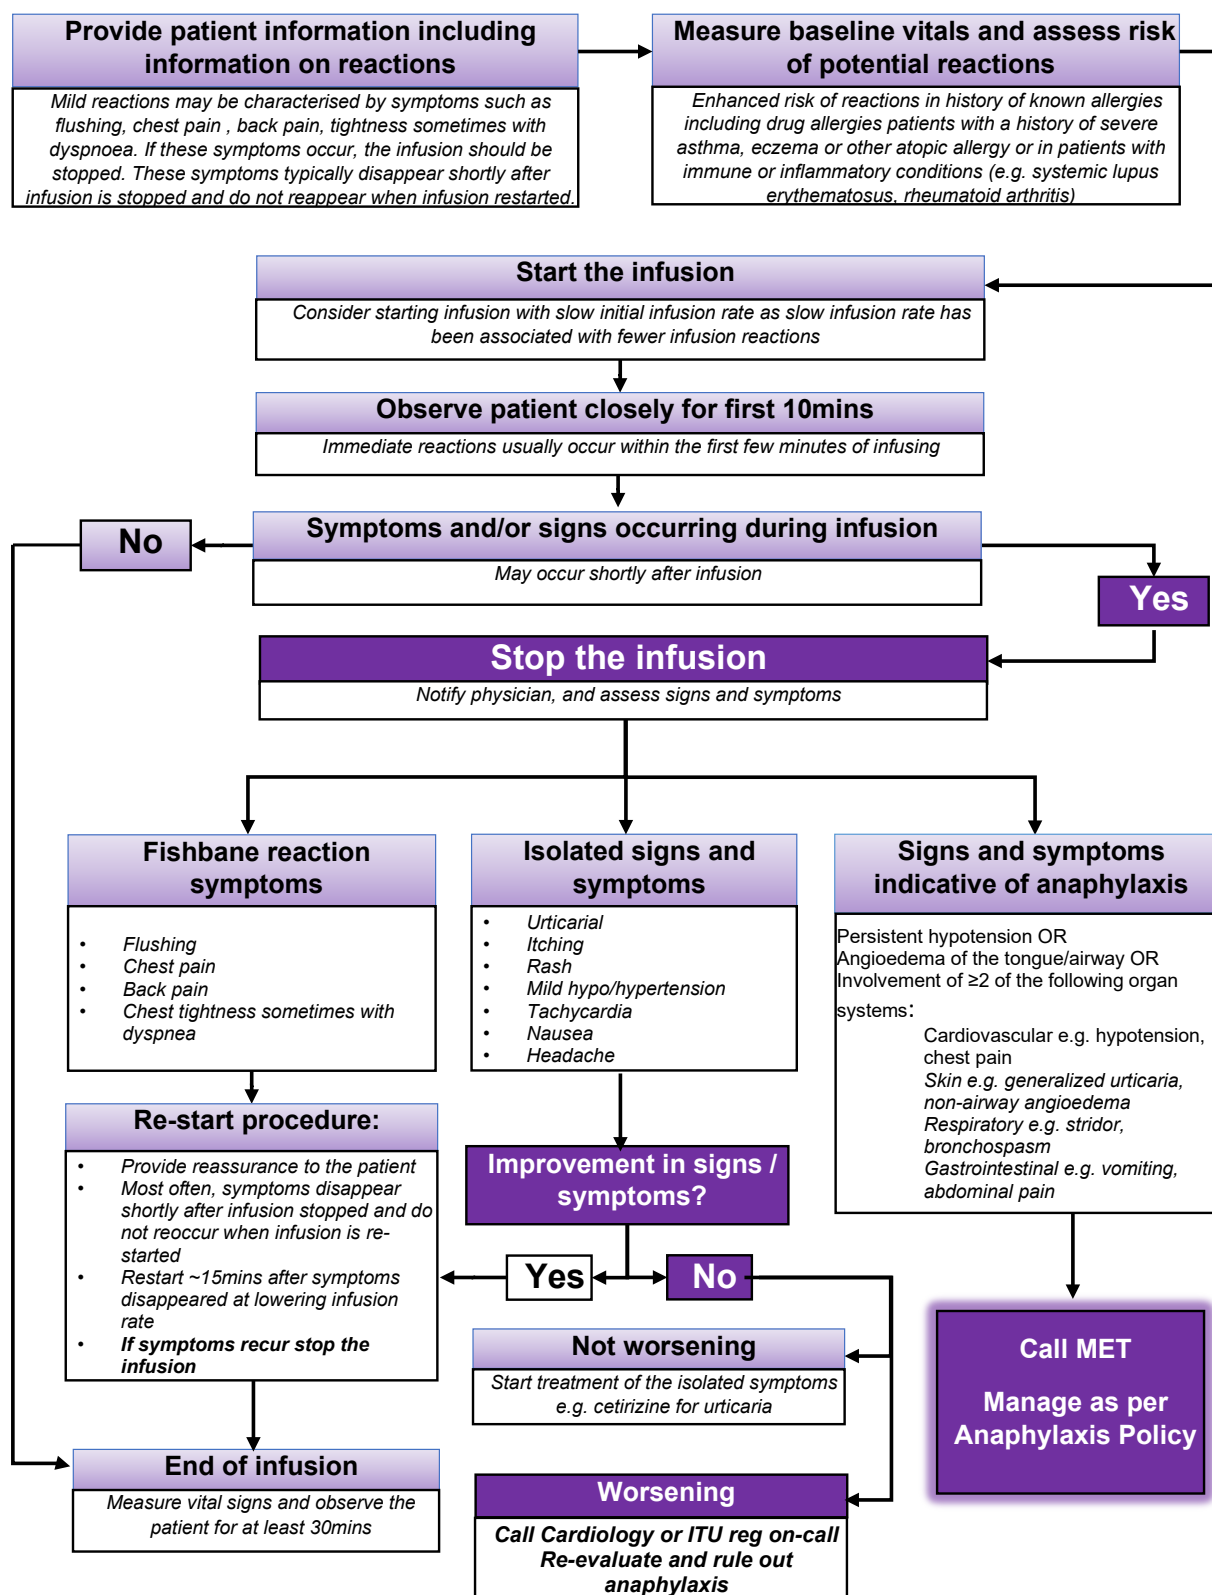 Provide patient information including
information on reactions
Mild reactions may be characterised by symptoms such as
flushing, chest pain , back pain, tightness sometimes with
dyspnoea. If these symptoms occur, the infusion should be
stopped. These symptoms typically disappear shortly after
infusion is stopped and do not reappear when infusion restarted.
Measure baseline vitals and assess risk
of potential reactions
Enhanced risk of reactions in history of known allergies
including drug allergies patients with a history of severe
asthma, eczema or other atopic allergy or in patients with
immune or inflammatory conditions (e.g. systemic lupus
erythematosus, rheumatoid arthritis)
Start the infusion
Consider starting infusion with slow initial infusion rate as slow infusion rate has
been associated with fewer infusion reactions
Observe patient closely for first 10mins
Immediate reactions usually occur within the first few minutes of infusing
Symptoms and/or signs occurring during infusion
May occur shortly after infusion
No
Yes
Stop the infusion
Notify physician, and assess signs and symptoms
Fishbane reaction
symptoms
• Flushing
• Chest pain
• Back pain
• Chest tightness sometimes with
dyspnea
Isolated signs and
symptoms
• Urticarial
• Itching
• Rash
• Mild hypo/hypertension
• Tachycardia
• Nausea
• Headache
Signs and symptoms
indicative of anaphylaxis
Persistent hypotension OR
Angioedema of the tongue/airway OR
Involvement of ≥2 of the following organ
systems:
Cardiovascular e.g. hypotension,
chest pain
Skin e.g. generalized urticaria,
non-airway angioedema
Respiratory e.g. stridor,
bronchospasm
Gastrointestinal e.g. vomiting,
abdominal pain
Re-start procedure:
• Provide reassurance to the patient
• Most often, symptoms disappear
shortly after infusion stopped and do
not reoccur when infusion is re-
started
• Restart ~15mins after symptoms
disappeared at lowering infusion
rate
• If symptoms recur stop the
infusion
Improvement in signs /
symptoms?
Yes
No
Not worsening
Start treatment of the isolated symptoms
e.g. cetirizine for urticaria
Worsening
Call Cardiology or ITU reg on-call
Re-evaluate and rule out
anaphylaxis
Call MET
Manage as per
Anaphylaxis Policy
End of infusion
Measure vital signs and observe the
patient for at least 30mins